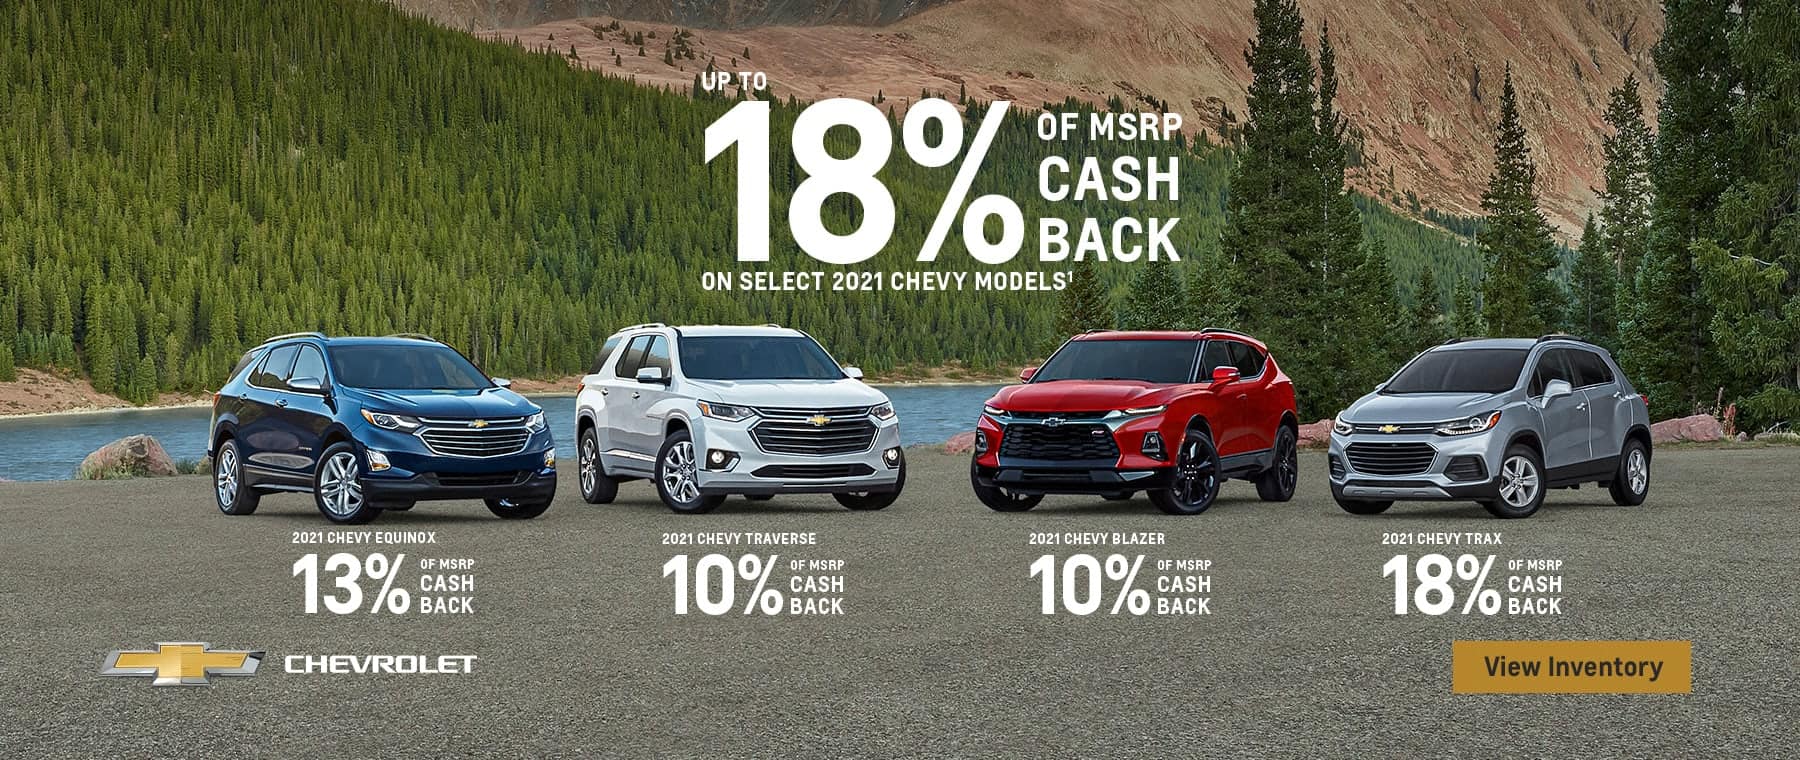 UP TO
18% OF MSRP CASH BACK
ON SELECT 2021 CHEVY MODELS¹
2021 CHEVY EQUINOX
13% OF MSRP CASH BACK
2021 CHEVY TRAVERSE
10% OF MSRP CASH BACK
2021 CHEVY BLAZER
10% OF MSRP CASH BACK
2021 CHEVY TRAX
18% OF MSRP CASH BACK
CHEVROLET
View Inventory